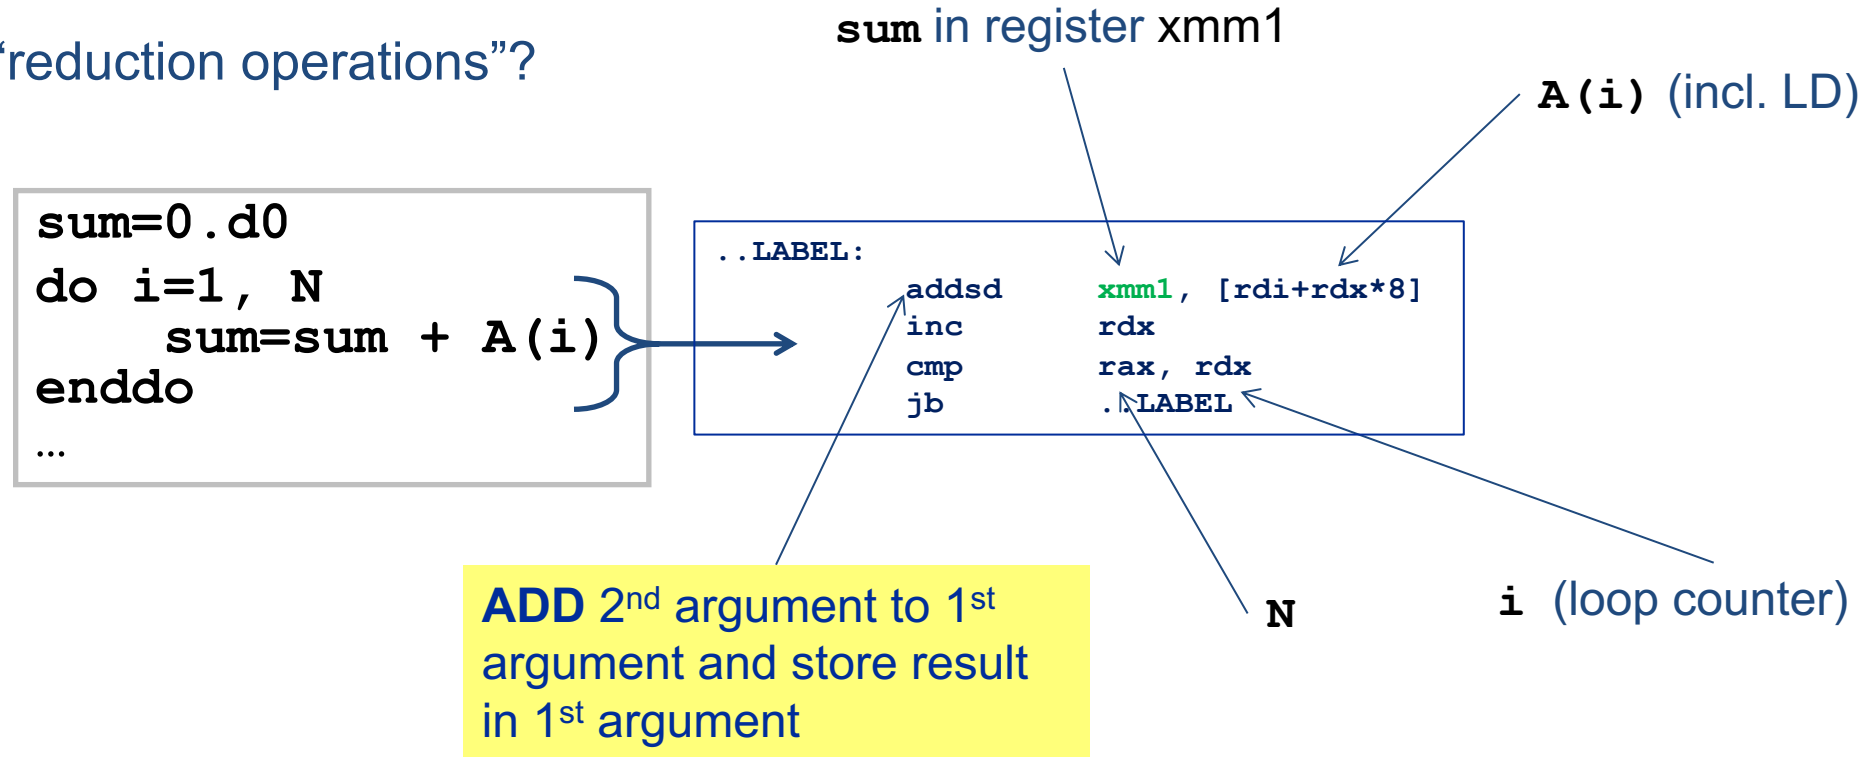 sum in register xmm1
“reduction operations”?
A(i) (incl. LD)
sum=0.d0
do i=1, N
sum=sum + A(i)
enddo
…
..LABEL:
addsd xmm1, [rdi+rdx*8]
inc rdx
cmp rax, rdx
jb ..LABEL
ADD 2nd argument to 1st
argument and store result
in 1st argument
N
i (loop counter)